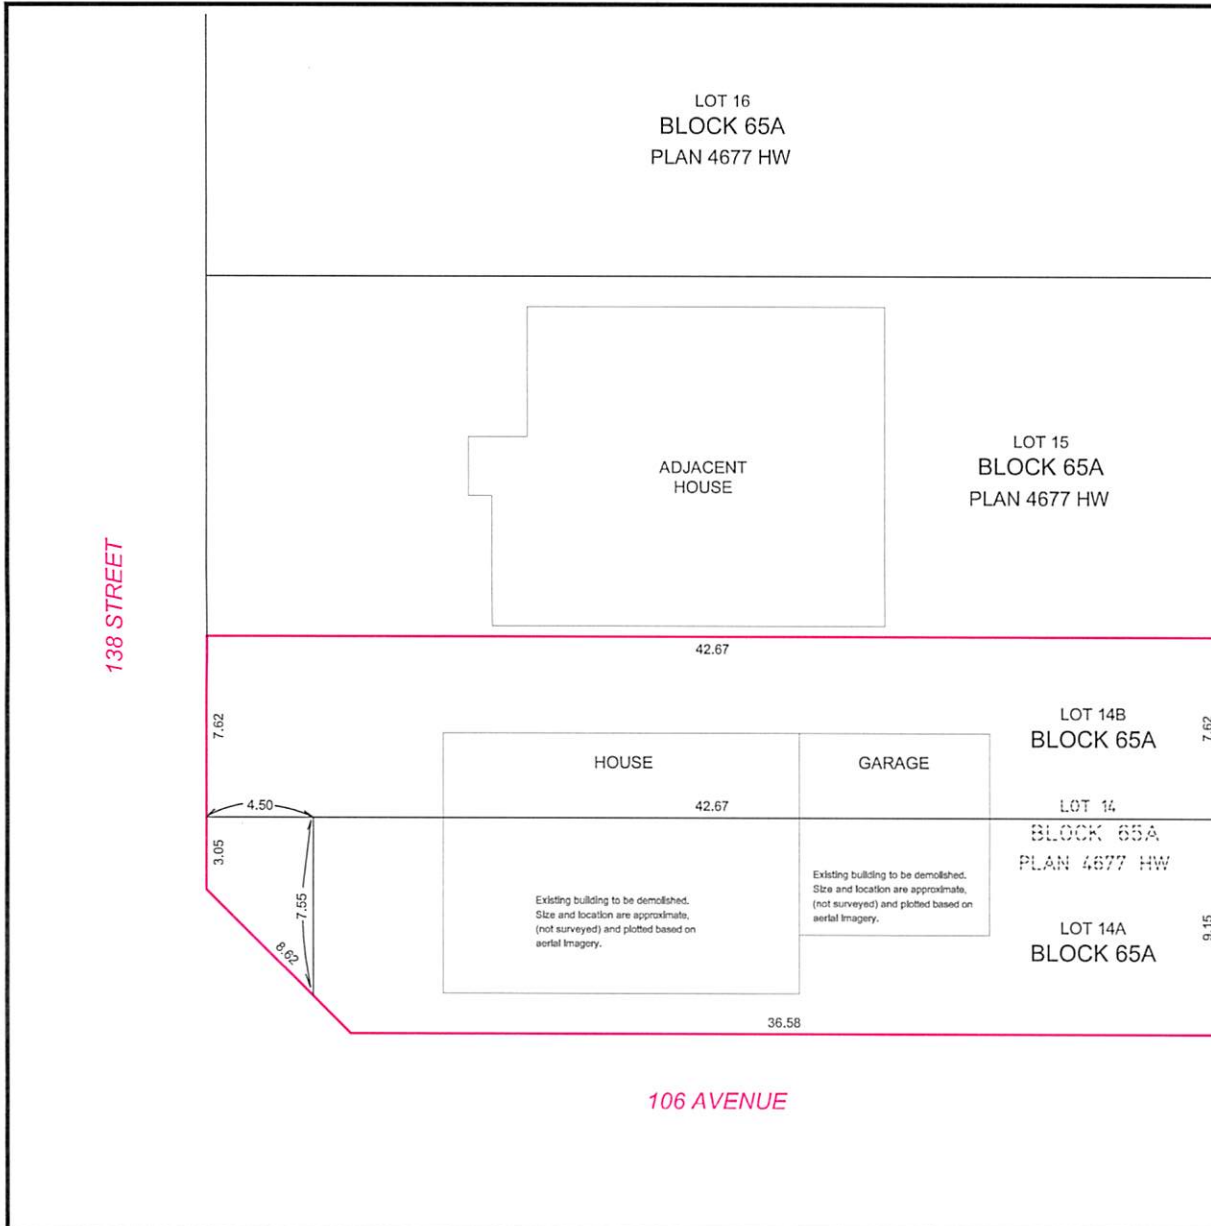 LOT 16
BLOCK 65A
PLAN 4677 HW
ADJACENT
HOUSE
LOT 15
BLOCK 65A
PLAN 4677 HW
138 STREET
42.67
7.62
LOT 14B
BLOCK 65A
7.62
HOUSE
GARAGE
4.50
42.67
LOT 14
BLOCK 65A
PLAN 4677 HW
3.05
7.55
8.62
Existing building to be demolished.
Size and location are approximate,
(not surveyed) and plotted based on
aerial imagery.
Existing building to be demolished.
Size and location are approximate,
(not surveyed) and plotted based on
aerial imagery.
LOT 14A
BLOCK 65A
9.15
36.58
106 AVENUE